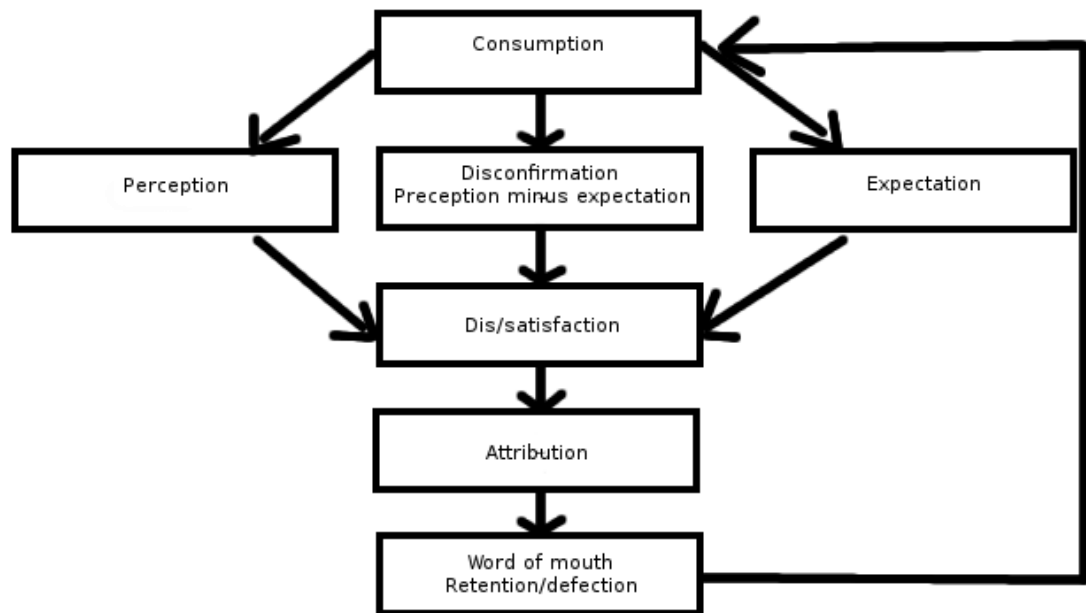 Consumption
Perception
Disconfirmation
Preception minus expectation
Expectation
Dis/satisfaction
Attribution
Word of mouth
Retention/defection